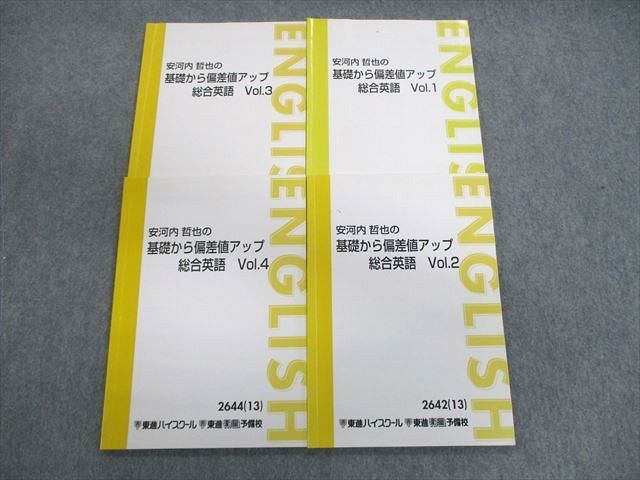 安河内 哲也の
基礎から偏差値アップ
総合英語 Vol.3
ENGLIS
安河内 哲也の
基礎から偏差値アップ
総合英語 Vol.1
ENGLIS
安河内 哲也の
基礎から偏差値アップ
総合英語 Vol.4
ENGLISH
2644(13)
東進ハイスクール 東進衛星予備校
安河内 哲也の
基礎から偏差値アップ
総合英語 Vol.2
ENGLISH
2642(13)
東進ハイスクール 東進衛星予備校